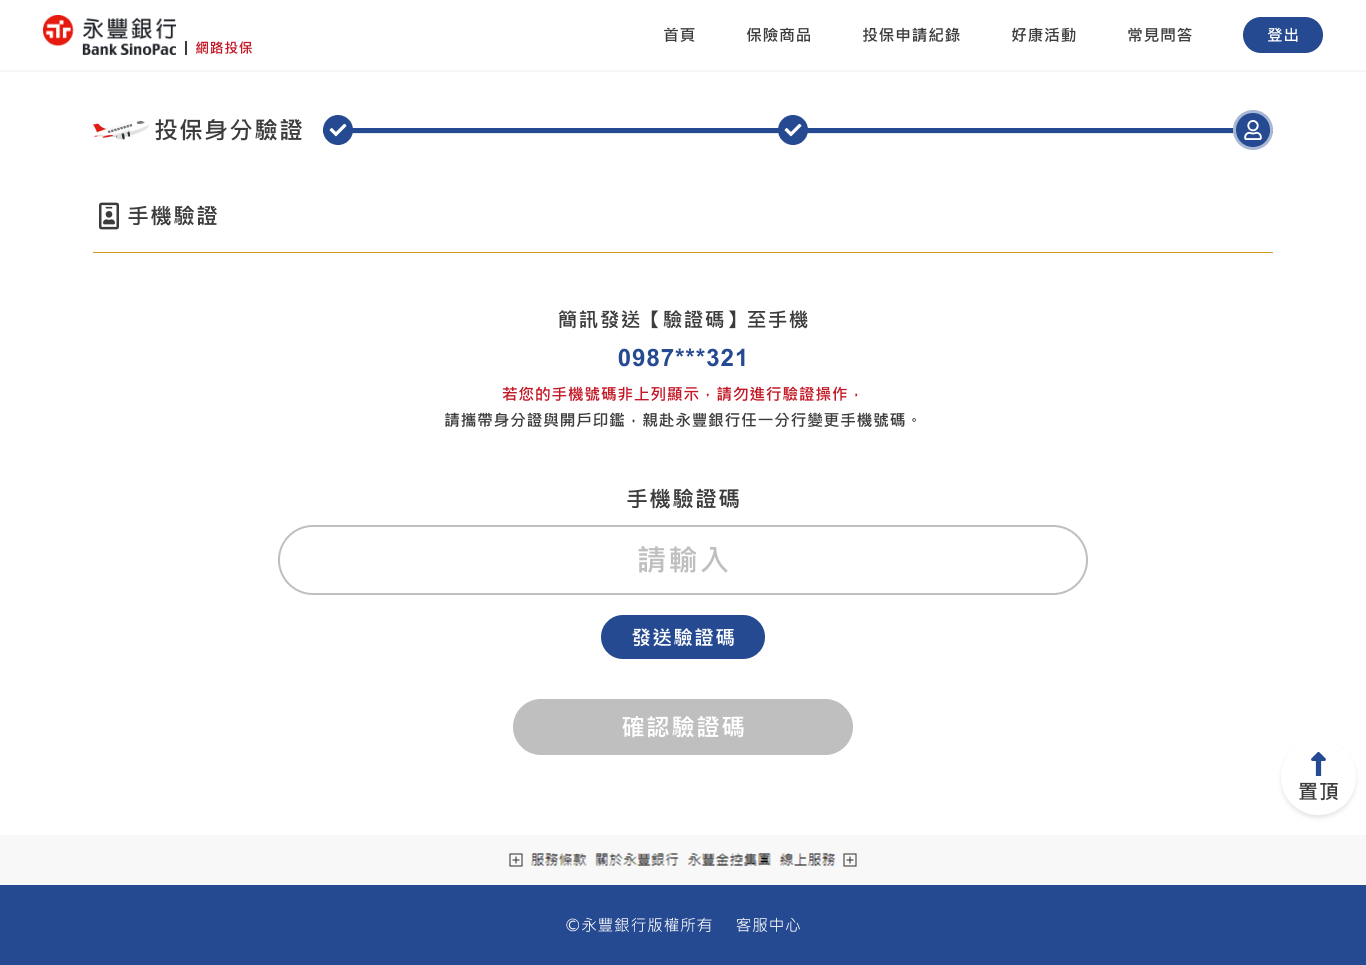 永豐銀行
Bank SinoPac | 網路投保
首頁 保險商品 投保申請紀錄 好康活動 常見問答 登出
投保身分驗證
手機驗證
簡訊發送【驗證碼】至手機
0987***321
若您的手機號碼非上列顯示，請勿進行驗證操作，
請攜帶身分證與開戶印鑑，親赴永豐銀行任一分行變更手機號碼。
手機驗證碼
請輸入
發送驗證碼
確認驗證碼
置頂
服務條款 關於永豐銀行 永豐金控集團 線上服務
©永豐銀行版權所有 客服中心